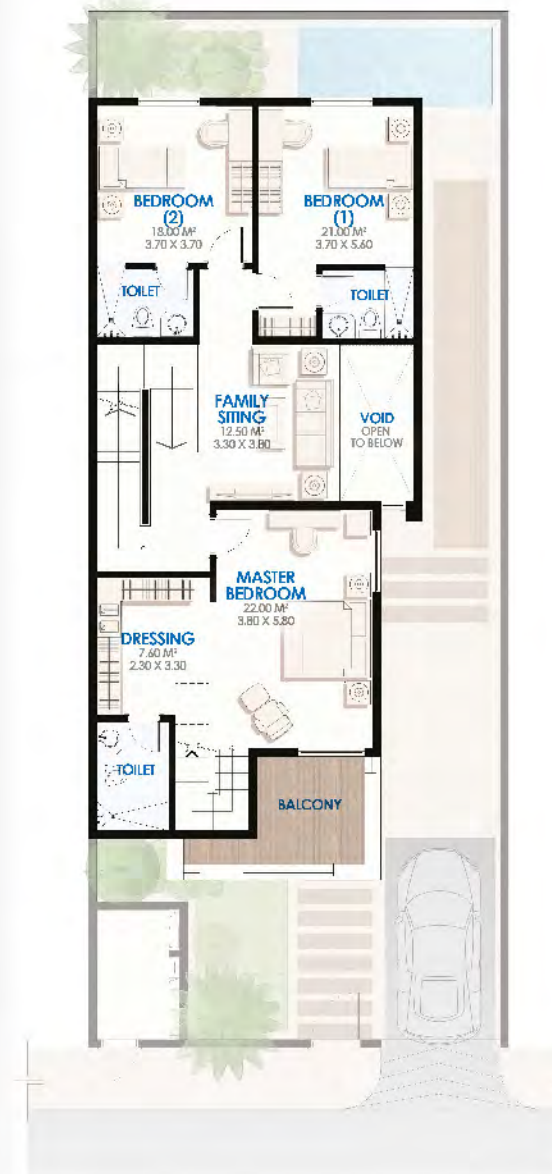 BEDROOM
(2)
18.00 M²
3.70 X 3.70
BEDROOM
(1)
21.00 M²
3.70 X 5.60
TOILET
TOILET
FAMILY
SITING
12.50 M²
3.30 X 3.80
VOID
OPEN
TO BELOW
MASTER
BEDROOM
22.00 M²
3.80 X 5.80
DRESSING
7.60 M²
2.30 X 3.30
TOILET
BALCONY